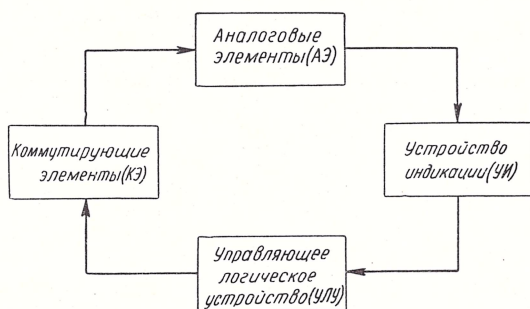 Аналоговые
элементы(АЭ)
Коммутирующие
элементы(КЭ)
Устройство
индикации(УИ)
Управляющее
логическое
устройство(УЛУ)